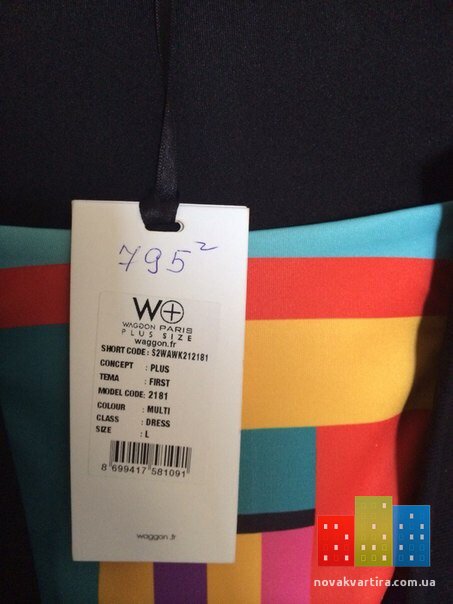 795²
W+
WAGGON PARIS
PLUS SIZE
waggon.fr
SHORT CODE : S2WAWK212181
CONCEPT : PLUS
TEMA : FIRST
MODEL CODE: 2181
COLOUR : MULTI
CLASS : DRESS
SIZE : L
8 699417 581091
waggon.fr
novakvartira.com.ua